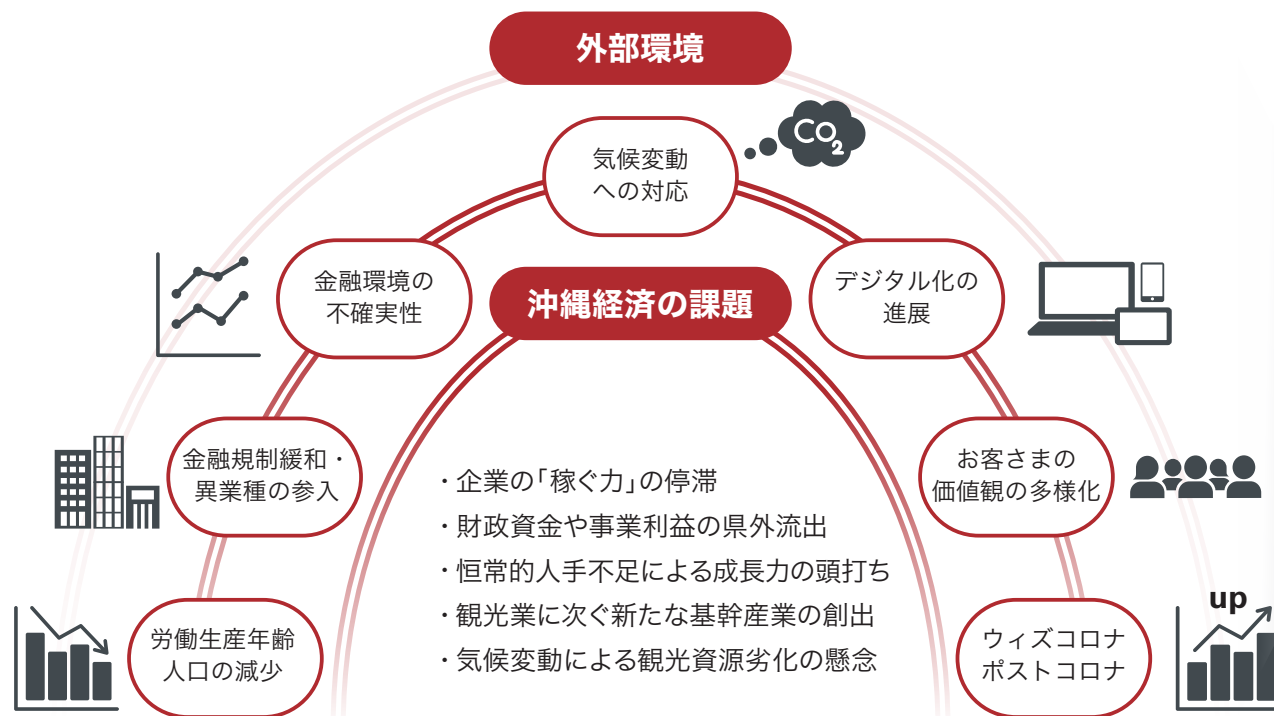 外部環境
CO2
気候変動
への対応
金融環境の
不確実性
沖縄経済の課題
デジタル化の
進展
金融規制緩和・
異業種の参入
お客さまの
価値観の多様化
・企業の「稼ぐ力」の停滞
・財政資金や事業利益の県外流出
・恒常的人手不足による成長力の頭打ち
・観光業に次ぐ新たな基幹産業の創出
・気候変動による観光資源劣化の懸念
労働生産年齢
人口の減少
ウィズコロナ
ポストコロナ
up